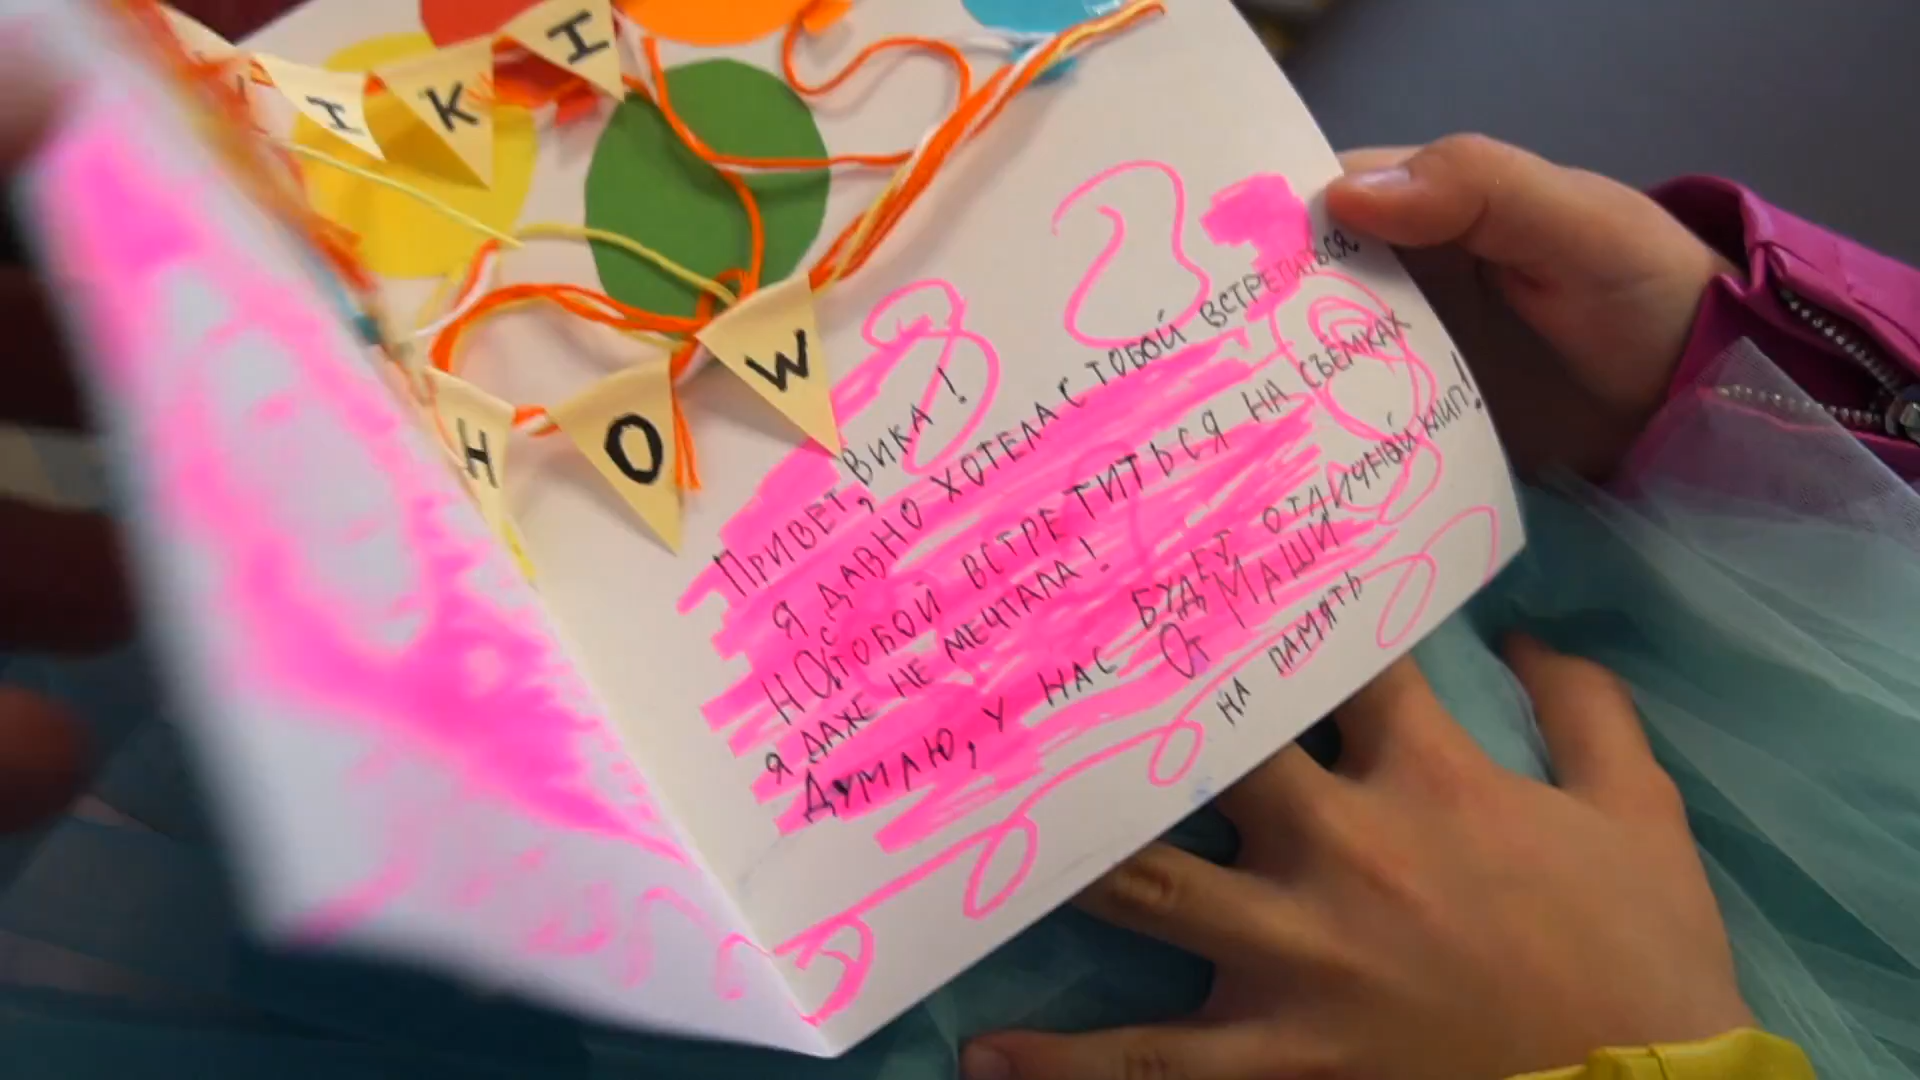 IKI
HOW
ПРИВЕТ, ВИКА!
Я ДАВНО ХОТЕЛА С ТОБОЙ ВСТРЕТИТЬСЯ.
НО С ТОБОЙ ВСТРЕТИТЬСЯ НА СЪЁМКАХ
Я ДАЖЕ НЕ МЕЧТАЛА!
ДУМАЮ, У НАС БУДЕТ ОТЛИЧНЫЙ КЛИП!
ОТ МАШИ
НА ПАМЯТЬ